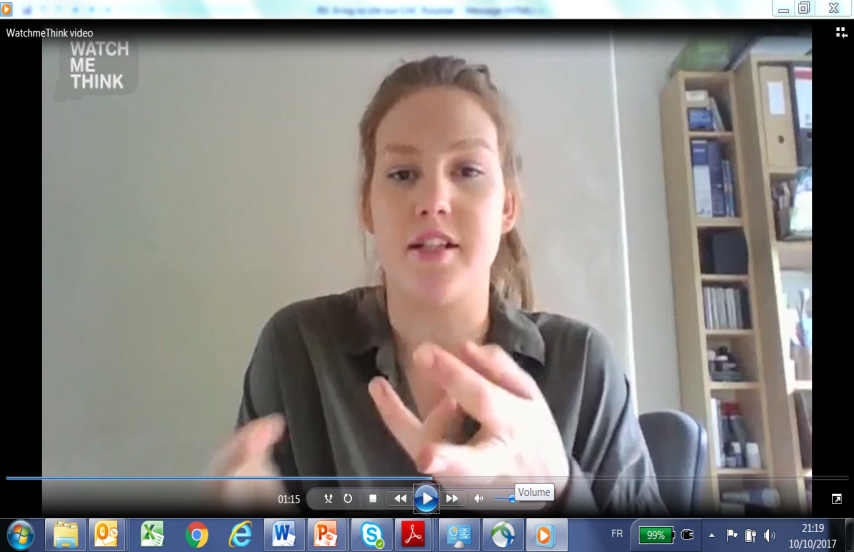 WatchmeThink video
WATCH
ME
THINK
01:15
Volume
FR
99%
21:19
10/10/2017